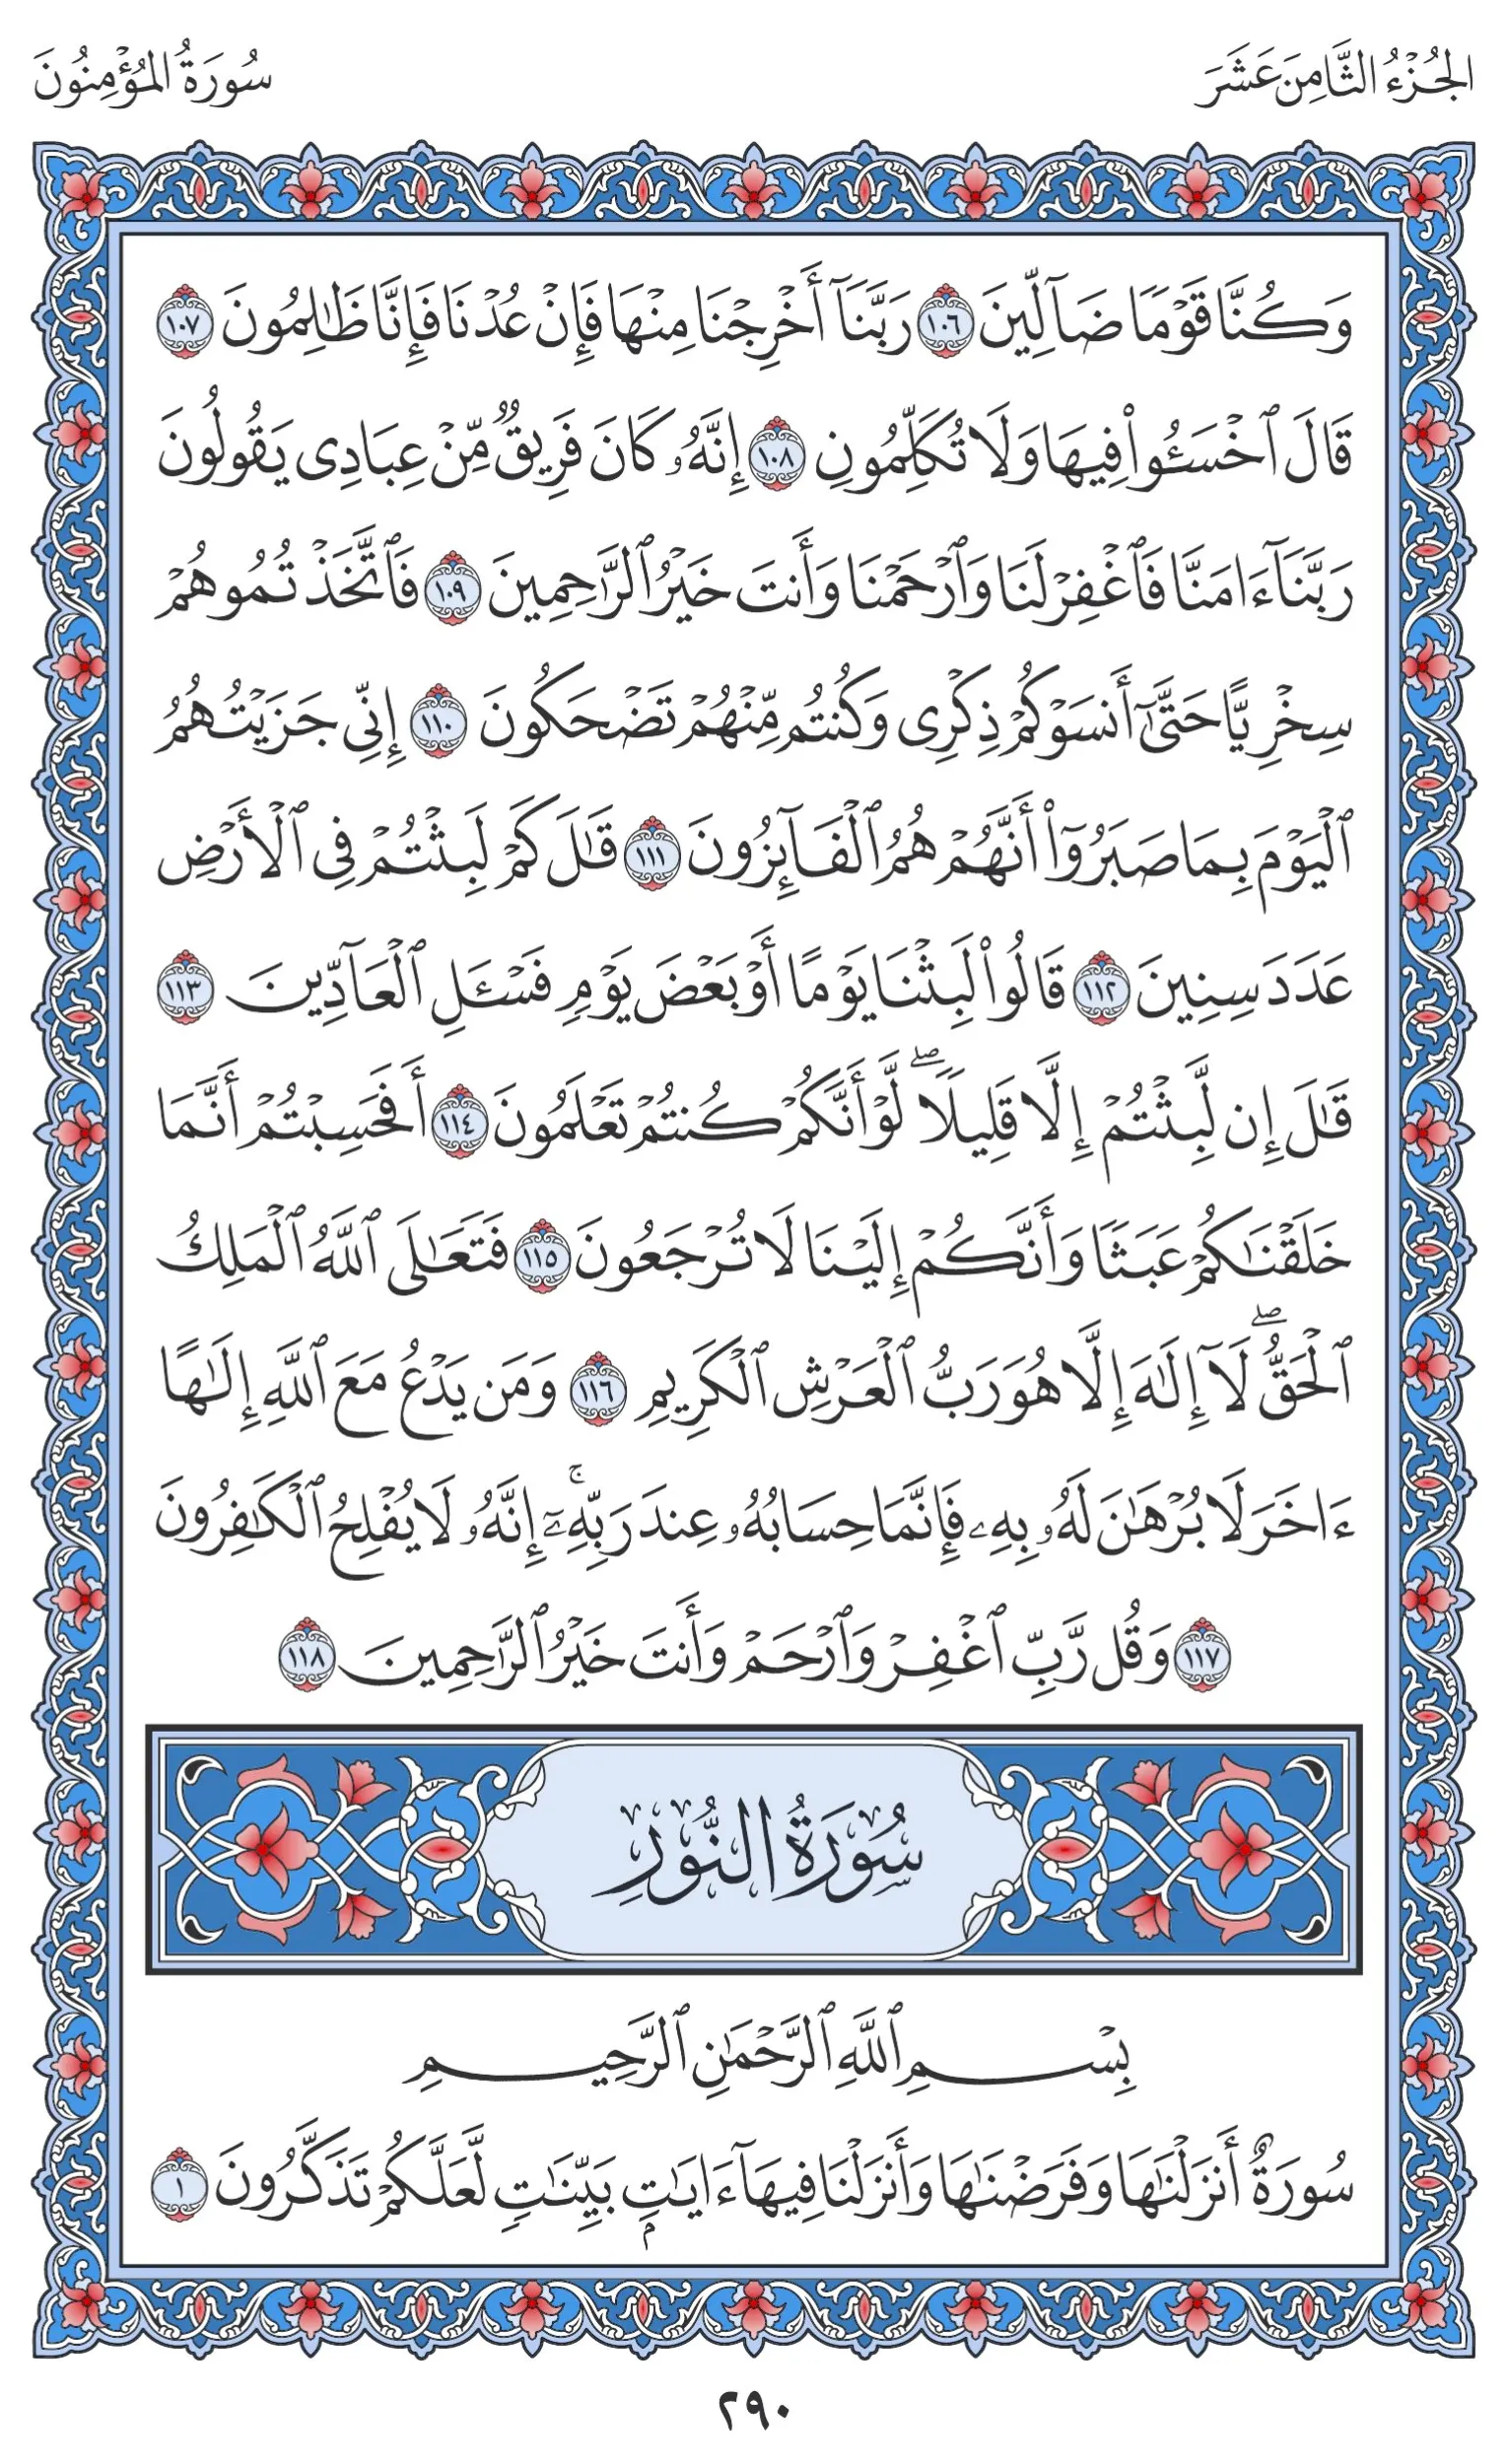 الجُزْءُ الثَّامِنَ عَشَرَ
سُورَةُ المُؤْمِنُونَ
وَكُنَّا قَوْمًا ضَآلِّينَ ١٠٦ رَبَّنَآ أَخْرِجْنَا مِنْهَا فَإِنْ عُدْنَا فَإِنَّا ظَٰلِمُونَ ١٠٧
قَالَ ٱخْسَـُٔوا۟ فِيهَا وَلَا تُكَلِّمُونِ ١٠٨ إِنَّهُۥ كَانَ فَرِيقٌ مِّنْ عِبَادِى يَقُولُونَ
رَبَّنَآ ءَامَنَّا فَٱغْفِرْ لَنَا وَٱرْحَمْنَا وَأَنتَ خَيْرُ ٱلرَّٰحِمِينَ ١٠٩ فَٱتَّخَذْتُمُوهُمْ
سِخْرِيًّا حَتَّىٰٓ أَنسَوْكُمْ ذِكْرِى وَكُنتُم مِّنْهُمْ تَضْحَكُونَ ١١٠ إِنِّى جَزَيْتُهُمُ
ٱلْيَوْمَ بِمَا صَبَرُوٓا۟ أَنَّهُمْ هُمُ ٱلْفَآئِزُونَ ١١١ قَٰلَ كَمْ لَبِثْتُمْ فِى ٱلْأَرْضِ
عَدَدَ سِنِينَ ١١٢ قَالُوا۟ لَبِثْنَا يَوْمًا أَوْ بَعْضَ يَوْمٍ فَسْـَٔلِ ٱلْعَآدِّينَ ١١٣
قَٰلَ إِن لَّبِثْتُمْ إِلَّا قَلِيلًا ۖ لَّوْ أَنَّكُمْ كُنتُمْ تَعْلَمُونَ ١١٤ أَفَحَسِبْتُمْ أَنَّمَا
خَلَقْنَٰكُمْ عَبَثًا وَأَنَّكُمْ إِلَيْنَا لَا تُرْجَعُونَ ١١٥ فَتَعَٰلَى ٱللَّهُ ٱلْمَلِكُ
ٱلْحَقُّ ۖ لَآ إِلَٰهَ إِلَّا هُوَ رَبُّ ٱلْعَرْشِ ٱلْكَرِيمِ ١١٦ وَمَن يَدْعُ مَعَ ٱللَّهِ إِلَٰهًا
ءَاخَرَ لَا بُرْهَٰنَ لَهُۥ بِهِۦ فَإِنَّمَا حِسَابُهُۥ عِندَ رَبِّهِۦٓ ۚ إِنَّهُۥ لَا يُفْلِحُ ٱلْكَٰفِرُونَ
١١٧ وَقُل رَّبِّ ٱغْفِرْ وَٱرْحَمْ وَأَنتَ خَيْرُ ٱلرَّٰحِمِينَ ١١٨
سُورَةُ النُّورِ
بِسْمِ ٱللَّهِ ٱلرَّحْمَٰنِ ٱلرَّحِيمِ
سُورَةٌ أَنزَلْنَٰهَا وَفَرَضْنَٰهَا وَأَنزَلْنَا فِيهَآ ءَايَٰتٍۭ بَيِّنَٰتٍ لَّعَلَّكُمْ تَذَكَّرُونَ ١
٢٩٠